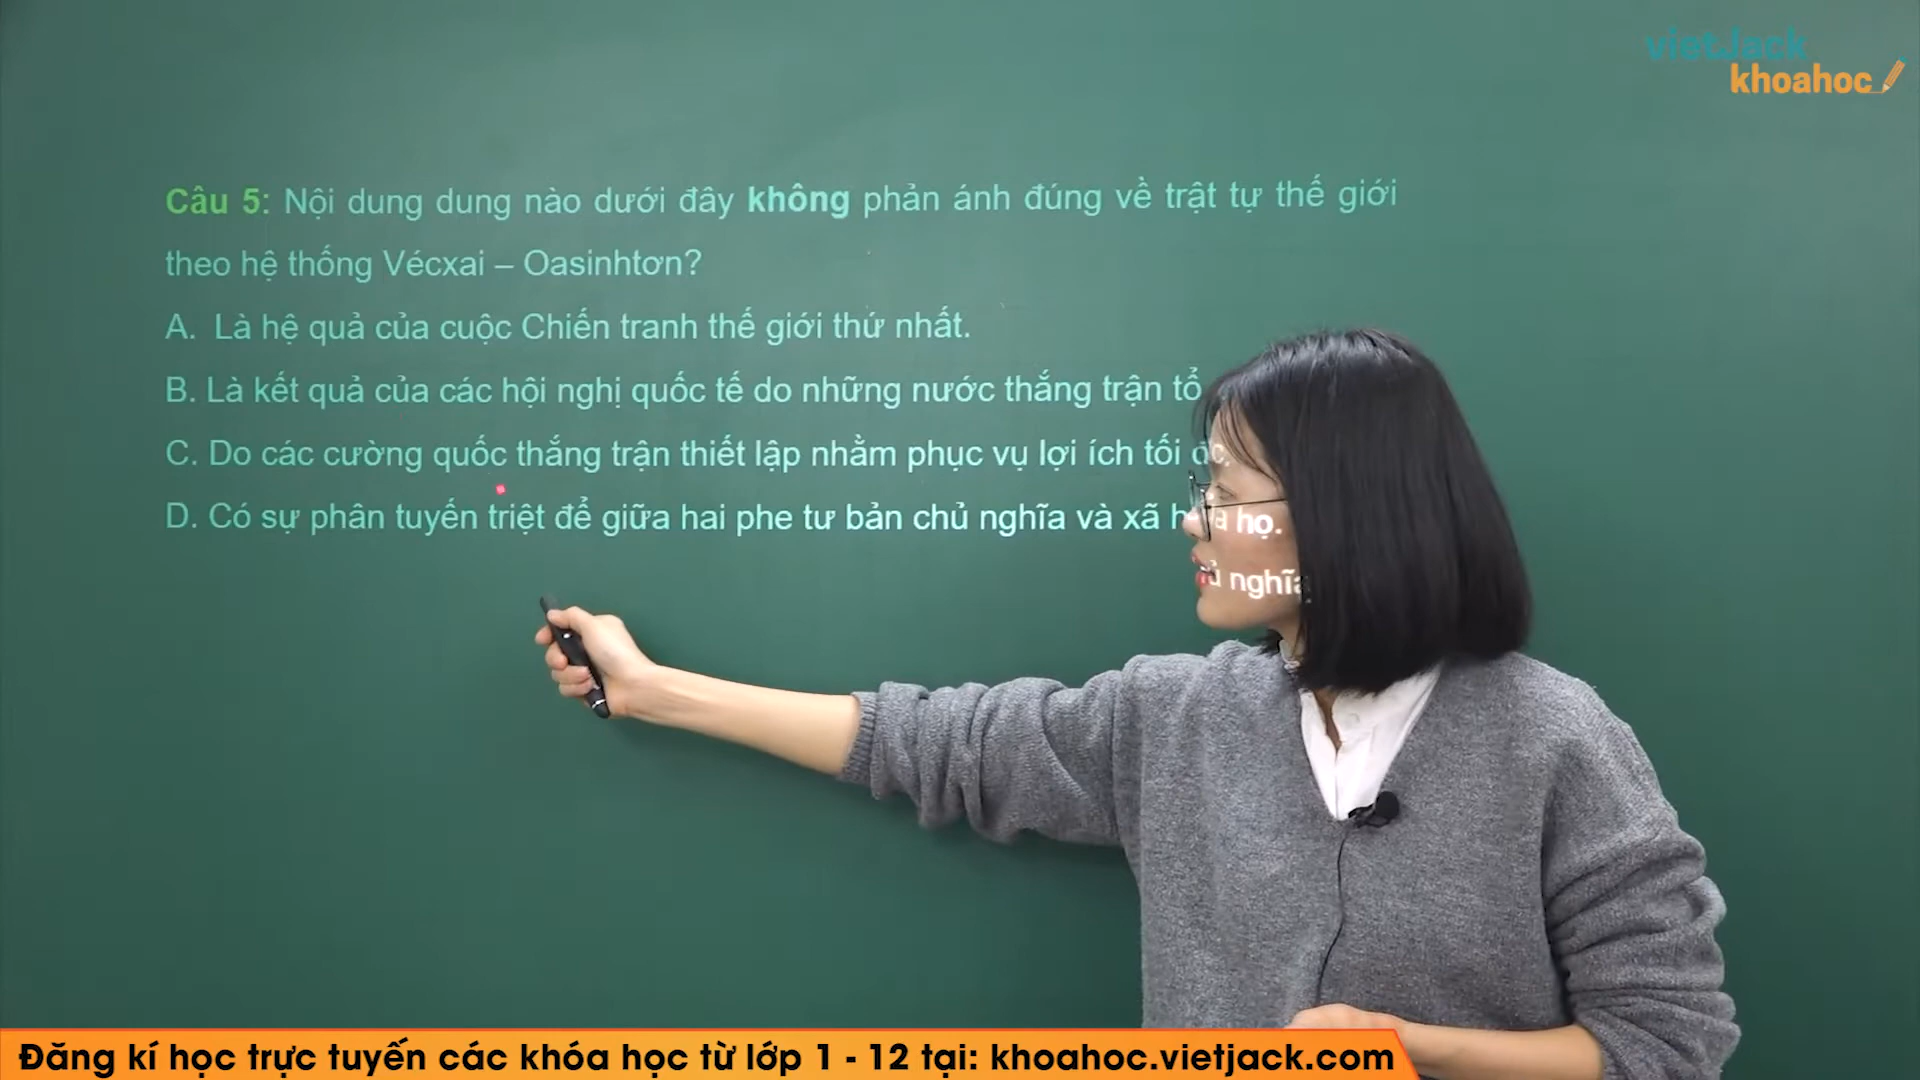 vietJack
khoahoc
Câu 5: Nội dung dung nào dưới đây không phản ánh đúng về trật tự thế giới
theo hệ thống Vécxai – Oasinhtơn?
A. Là hệ quả của cuộc Chiến tranh thế giới thứ nhất.
B. Là kết quả của các hội nghị quốc tế do những nước thắng trận tổ
C. Do các cường quốc thắng trận thiết lập nhằm phục vụ lợi ích tối họ.
D. Có sự phân tuyến triệt để giữa hai phe tư bản chủ nghĩa và xã nghĩa
Đăng kí học trực tuyến các khóa học từ lớp 1 - 12 tại: khoahoc.vietjack.com